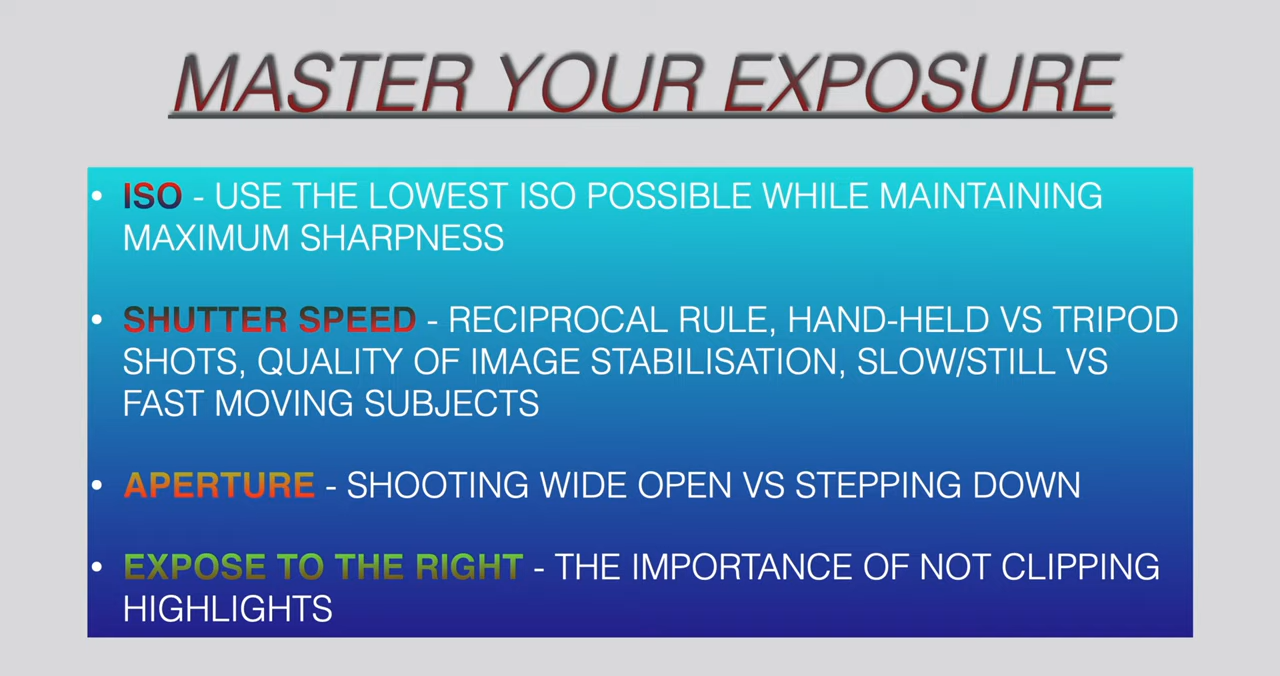 MASTER YOUR EXPOSURE
• ISO - USE THE LOWEST ISO POSSIBLE WHILE MAINTAINING
MAXIMUM SHARPNESS
• SHUTTER SPEED - RECIPROCAL RULE, HAND-HELD VS TRIPOD
SHOTS, QUALITY OF IMAGE STABILISATION, SLOW/STILL VS
FAST MOVING SUBJECTS
• APERTURE - SHOOTING WIDE OPEN VS STEPPING DOWN
• EXPOSE TO THE RIGHT - THE IMPORTANCE OF NOT CLIPPING
HIGHLIGHTS